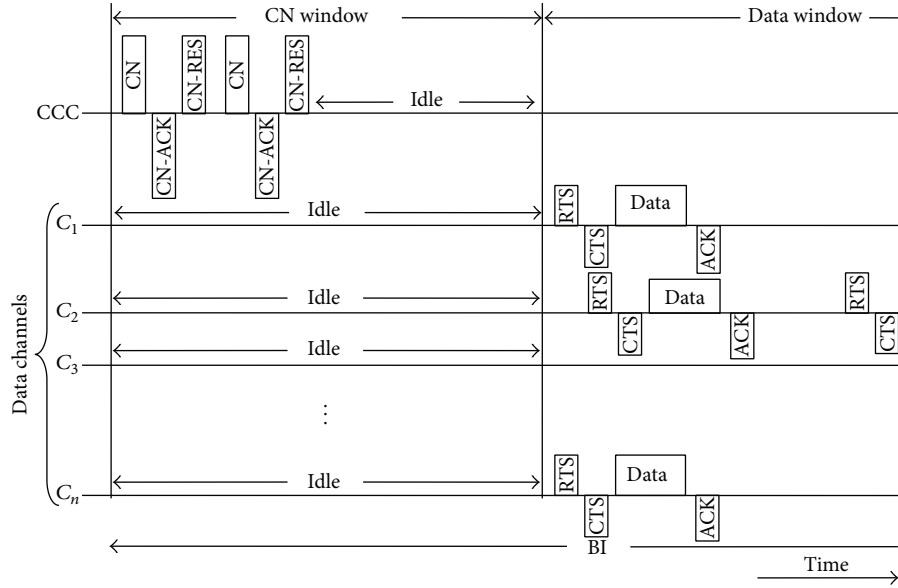 CN window
Data window
CN
CN-RES
CN
CN-RES
Idle
CCC
CN-ACK
CN-ACK
Idle
RTS
Data
C1
CTS
ACK
Idle
RTS
Data
RTS
C2
CTS
ACK
CTS
Idle
C3
Data channels
⋮
Idle
RTS
Data
Cn
CTS
ACK
BI
Time